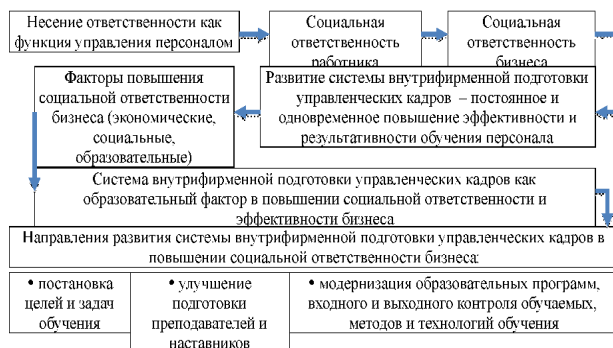 Несение ответственности как
функция управления персоналом
Социальная
ответственность
работника
Социальная
ответственность
бизнеса
Факторы повышения
социальной ответственности
бизнеса (экономические,
социальные,
образовательные)
Развитие системы внутрифирменной подготовки
управленческих кадров – постоянное и
одновременное повышение эффективности и
результативности обучения персонала
Система внутрифирменной подготовки управленческих кадров как
образовательный фактор в повышении социальной ответственности и
эффективности бизнеса
Направления развития системы внутрифирменной подготовки управленческих кадров в
повышении социальной ответственности бизнеса:
• постановка
целей и задач
обучения
• улучшение
подготовки
преподавателей и
наставников
• модернизация образовательных программ,
входного и выходного контроля обучаемых,
методов и технологий обучения